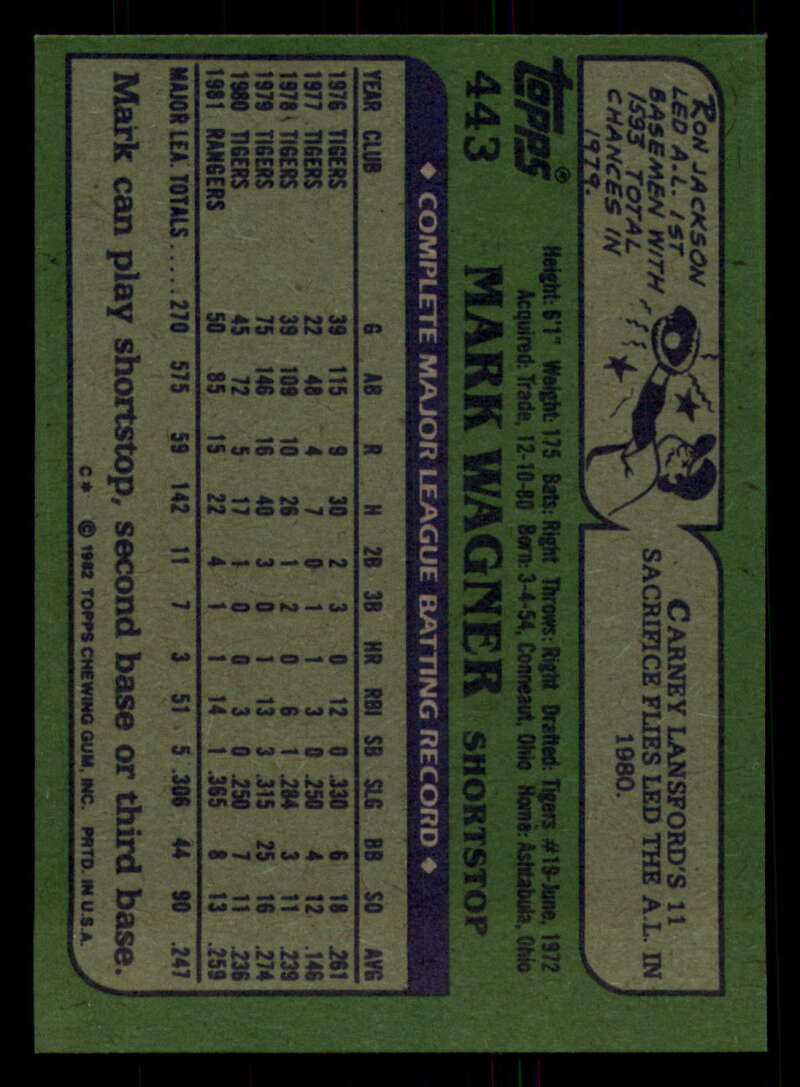 RON JACKSON
LED A.L. 1ST
BASEMEN WITH
1593 TOTAL
CHANCES IN
1979.
CARNEY LANSFORD'S 11
SACRIFICE FLIES LED THE A.L. IN
1980.
TOPPS®
443 MARK WAGNER SHORTSTOP
Height: 6'1" Weight: 175 Bats: Right Throws: Right Drafted: Tigers #19-June, 1972
Acquired: Trade, 12-10-80 Born: 3-4-54, Conneaut, Ohio Home: Ashtabula, Ohio
◆ COMPLETE MAJOR LEAGUE BATTING RECORD ◆
YEAR CLUB G AB R H 2B 3B HR RBI SB SLG BB SO AVG
1976 TIGERS 39 115 9 30 2 3 0 12 0 .330 6 18 .261
1977 TIGERS 22 48 4 7 0 1 1 3 0 .250 4 12 .146
1978 TIGERS 39 109 10 26 1 2 0 6 1 .284 3 11 .239
1979 TIGERS 75 146 16 40 3 0 1 13 3 .315 25 16 .274
1980 TIGERS 45 72 5 17 1 0 0 3 0 .250 7 11 .236
1981 RANGERS 50 85 15 22 4 1 1 14 1 .365 8 13 .259
MAJOR LEA. TOTALS ..... 270 575 59 142 11 7 3 51 5 .306 44 90 .247
Mark can play shortstop, second base or third base.
C* © 1982 TOPPS CHEWING GUM, INC. PRTD. IN U.S.A.